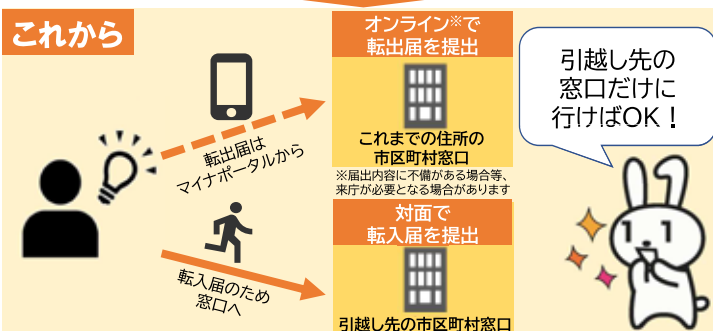 これから
オンライン※で
転出届を提出
これまでの住所の
市区町村窓口
※届出内容に不備がある場合等、
来庁が必要となる場合があります
転出届は
マイナポータルから
対面で
転入届を提出
引越し先の市区町村窓口
転入届のため
窓口へ
引越し先の
窓口だけに
行けばOK！
1 1